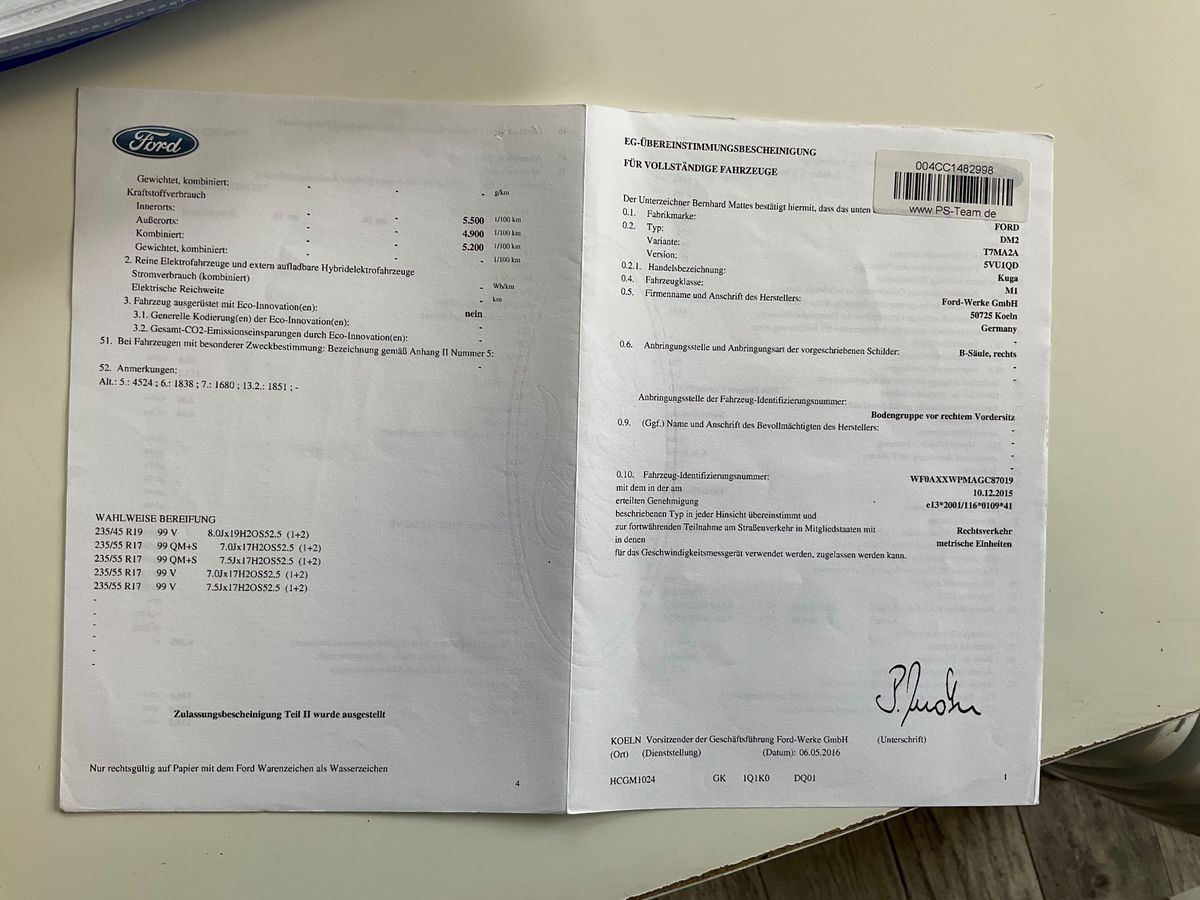 Ford
Gewichtet, kombiniert: - - - g/km
Kraftstoffverbrauch
Innerorts: - - 5.500 l/100 km
Außerorts: - - 4.900 l/100 km
Kombiniert: - - 5.200 l/100 km
Gewichtet, kombiniert: - l/100 km
2. Reine Elektrofahrzeuge und extern aufladbare Hybridelektrofahrzeuge
Stromverbrauch (kombiniert) - Wh/km
Elektrische Reichweite - km
3. Fahrzeug ausgerüstet mit Eco-Innovation(en): nein
3.1. Generelle Kodierung(en) der Eco-Innovation(en): -
3.2. Gesamt-CO2-Emissionseinsparungen durch Eco-Innovation(en): -
51. Bei Fahrzeugen mit besonderer Zweckbestimmung: Bezeichnung gemäß Anhang II Nummer 5:
-
52. Anmerkungen:
Alt.: 5.: 4524 ; 6.: 1838 ; 7.: 1680 ; 13.2.: 1851 ; -
WAHLWEISE BEREIFUNG
235/45 R19 99 V 8.0Jx19H2OS52.5 (1+2)
235/55 R17 99 QM+S 7.0Jx17H2OS52.5 (1+2)
235/55 R17 99 QM+S 7.5Jx17H2OS52.5 (1+2)
235/55 R17 99 V 7.0Jx17H2OS52.5 (1+2)
235/55 R17 99 V 7.5Jx17H2OS52.5 (1+2)
-
-
-
-
-
-
Zulassungsbescheinigung Teil II wurde ausgestellt
Nur rechtsgültig auf Papier mit dem Ford Warenzeichen als Wasserzeichen
4
EG-ÜBEREINSTIMMUNGSBESCHEINIGUNG
FÜR VOLLSTÄNDIGE FAHRZEUGE
004CC1482998
www.PS-Team.de
Der Unterzeichner Bernhard Mattes bestätigt hiermit, dass das unten
0.1. Fabrikmarke: FORD
0.2. Typ: DM2
Variante: T7MA2A
Version: 5VU1QD
0.2.1. Handelsbezeichnung: Kuga
0.4. Fahrzeugklasse: M1
0.5. Firmenname und Anschrift des Herstellers: Ford-Werke GmbH
50725 Koeln
Germany
0.6. Anbringungsstelle und Anbringungsart der vorgeschriebenen Schilder: B-Säule, rechts
-
-
Anbringungsstelle der Fahrzeug-Identifizierungsnummer:
Bodengruppe vor rechtem Vordersitz
0.9. (Ggf.) Name und Anschrift des Bevollmächtigten des Herstellers: -
-
-
-
0.10. Fahrzeug-Identifizierungsnummer: WF0AXXWPMAGC87019
mit dem in der am 10.12.2015
erteilten Genehmigung e13*2001/116*0109*41
beschriebenen Typ in jeder Hinsicht übereinstimmt und
zur fortwährenden Teilnahme am Straßenverkehr in Mitgliedstaaten mit Rechtsverkehr
in denen metrische Einheiten
für das Geschwindigkeitsmessgerät verwendet werden, zugelassen werden kann.
KOELN Vorsitzender der Geschäftsführung Ford-Werke GmbH (Unterschrift)
(Ort) (Dienststellung) (Datum): 06.05.2016
HCGM1024 GK 1Q1K0 DQ01 1